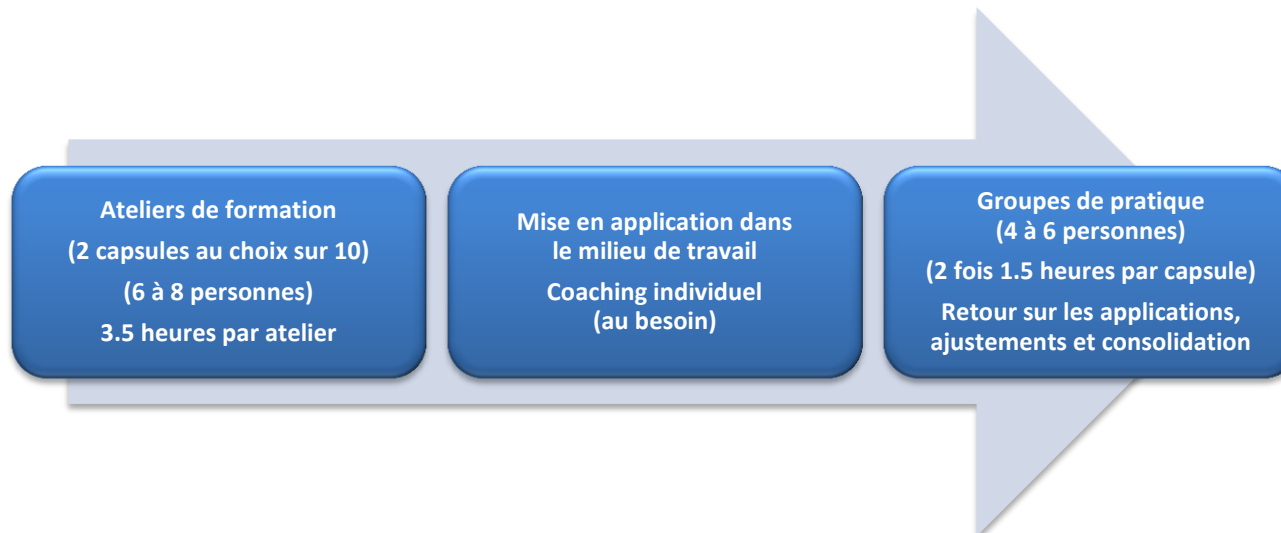 Ateliers de formation
(2 capsules au choix sur 10)
(6 à 8 personnes)
3.5 heures par atelier
Mise en application dans
le milieu de travail
Coaching individuel
(au besoin)
Groupes de pratique
(4 à 6 personnes)
(2 fois 1.5 heures par capsule)
Retour sur les applications,
ajustements et consolidation